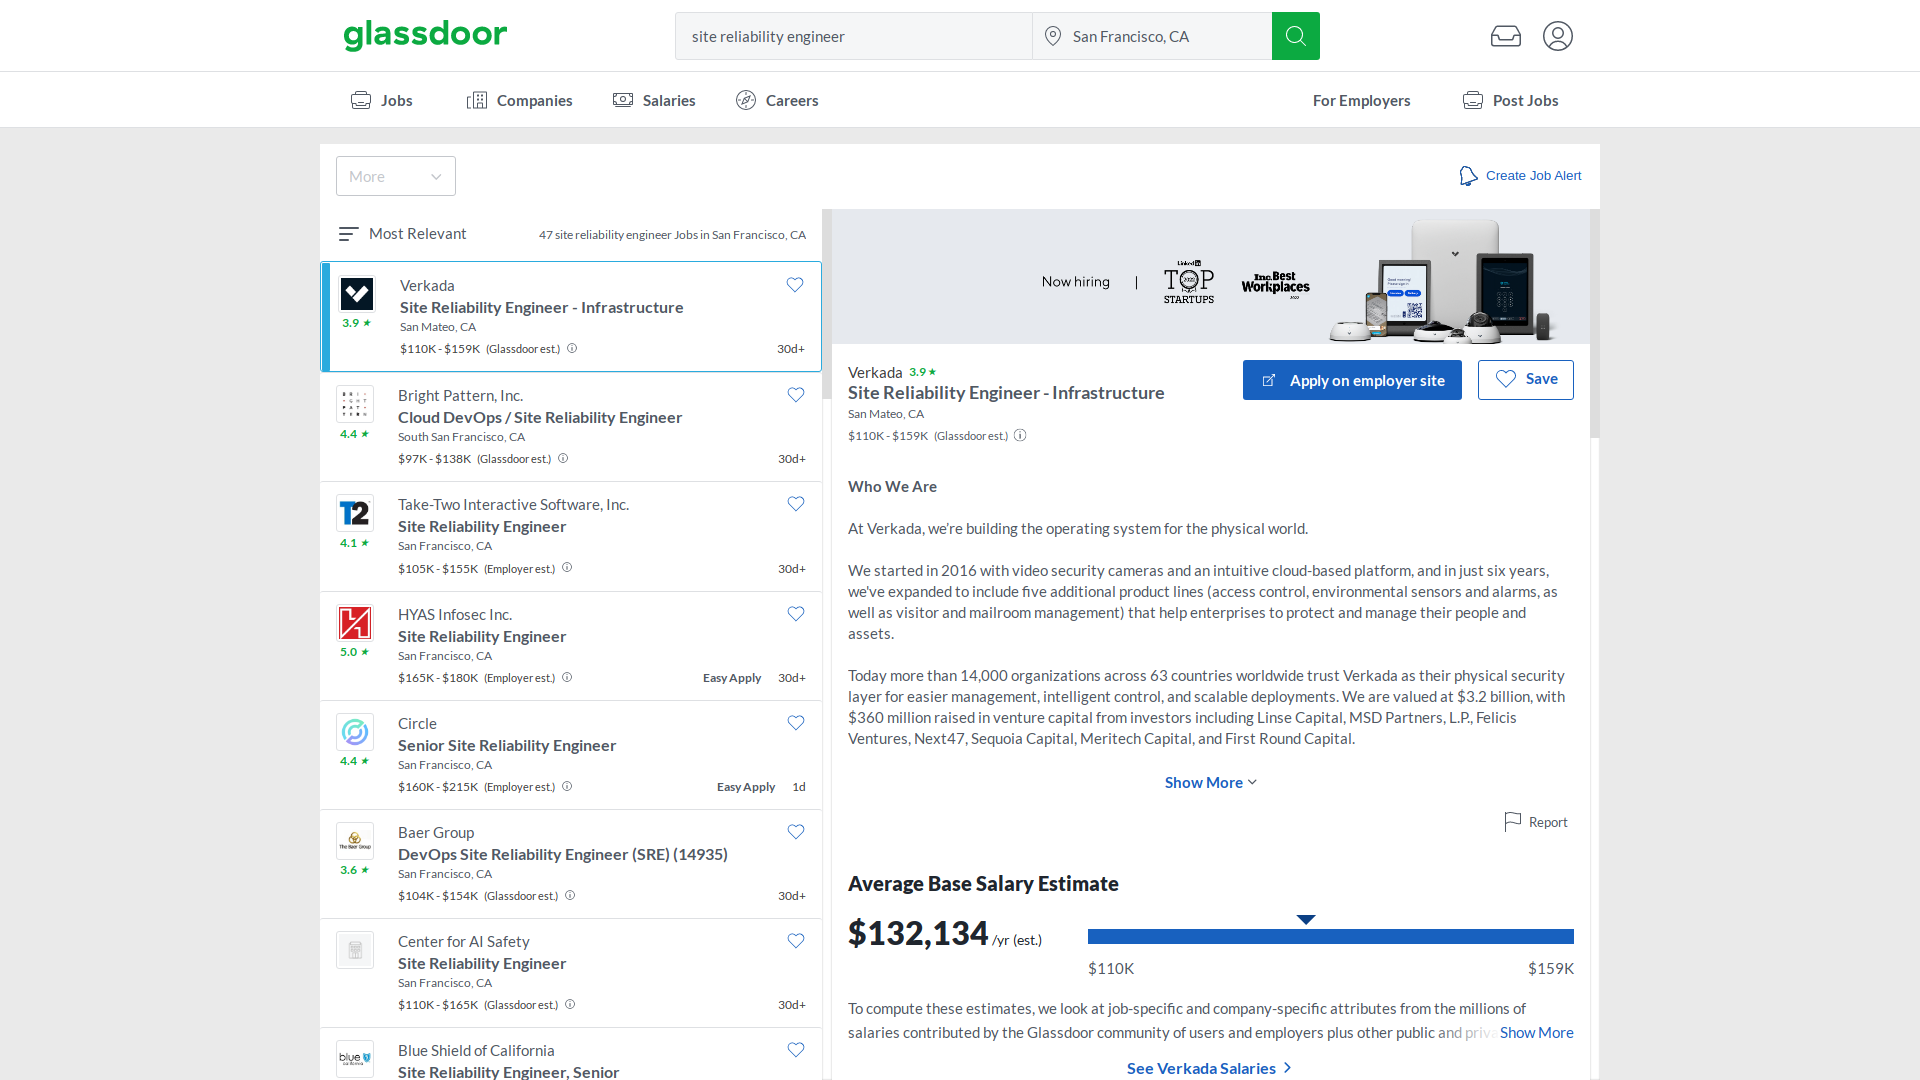 glassdoor
site reliability engineer
San Francisco, CA
Jobs
Companies
Salaries
Careers
For Employers
Post Jobs
More
Create Job Alert
Most Relevant
47 site reliability engineer Jobs in San Francisco, CA
Verkada
Site Reliability Engineer - Infrastructure
3.9 ★
San Mateo, CA
$110K - $159K (Glassdoor est.)
30d+
Bright Pattern, Inc.
Cloud DevOps / Site Reliability Engineer
4.4 ★
South San Francisco, CA
$97K - $138K (Glassdoor est.)
30d+
T2
Take-Two Interactive Software, Inc.
Site Reliability Engineer
4.1 ★
San Francisco, CA
$105K - $155K (Employer est.)
30d+
HYAS Infosec Inc.
Site Reliability Engineer
5.0 ★
San Francisco, CA
$165K - $180K (Employer est.)
Easy Apply 30d+
Circle
Senior Site Reliability Engineer
4.4 ★
San Francisco, CA
$160K - $215K (Employer est.)
Easy Apply 1d
The Baer Group
Baer Group
DevOps Site Reliability Engineer (SRE) (14935)
3.6 ★
San Francisco, CA
$104K - $154K (Glassdoor est.)
30d+
Center for AI Safety
Site Reliability Engineer
San Francisco, CA
$110K - $165K (Glassdoor est.)
30d+
blue
california
Blue Shield of California
Site Reliability Engineer, Senior
Now hiring
LinkedIn
TOP
2022
STARTUPS
Inc. Best
Workplaces
2022
Verkada 3.9 ★
Site Reliability Engineer - Infrastructure
San Mateo, CA
$110K - $159K (Glassdoor est.)
Apply on employer site
Save
Who We Are
At Verkada, we’re building the operating system for the physical world.
We started in 2016 with video security cameras and an intuitive cloud-based platform, and in just six years,
we've expanded to include five additional product lines (access control, environmental sensors and alarms, as
well as visitor and mailroom management) that help enterprises to protect and manage their people and
assets.
Today more than 14,000 organizations across 63 countries worldwide trust Verkada as their physical security
layer for easier management, intelligent control, and scalable deployments. We are valued at $3.2 billion, with
$360 million raised in venture capital from investors including Linse Capital, MSD Partners, L.P., Felicis
Ventures, Next47, Sequoia Capital, Meritech Capital, and First Round Capital.
Show More
Report
Average Base Salary Estimate
$132,134 /yr (est.)
$110K
$159K
To compute these estimates, we look at job-specific and company-specific attributes from the millions of
salaries contributed by the Glassdoor community of users and employers plus other public and priva Show More
See Verkada Salaries